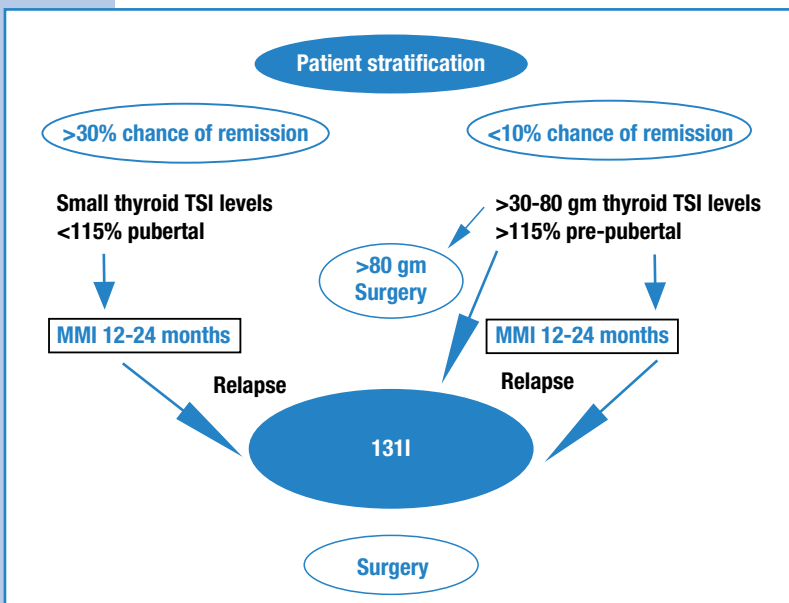 Patient stratification
>30% chance of remission
<10% chance of remission
Small thyroid TSI levels
<115% pubertal
>30-80 gm thyroid TSI levels
>115% pre-pubertal
>80 gm
Surgery
MMI 12-24 months
MMI 12-24 months
Relapse
Relapse
131I
Surgery